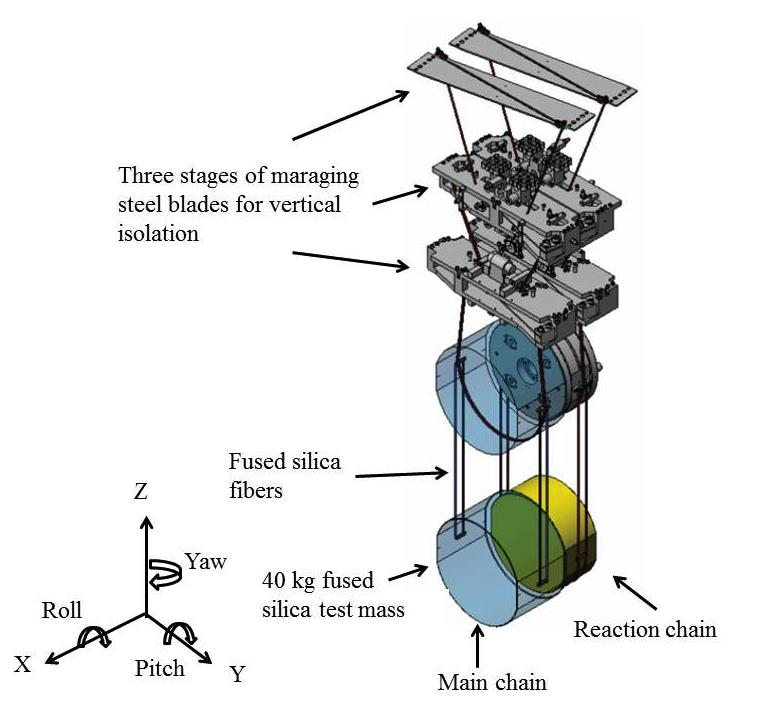 Three stages of maraging
steel blades for vertical
isolation
Fused silica
fibers
Z
Yaw
40 kg fused
silica test mass
Roll
Reaction chain
X
Pitch
Y
Main chain